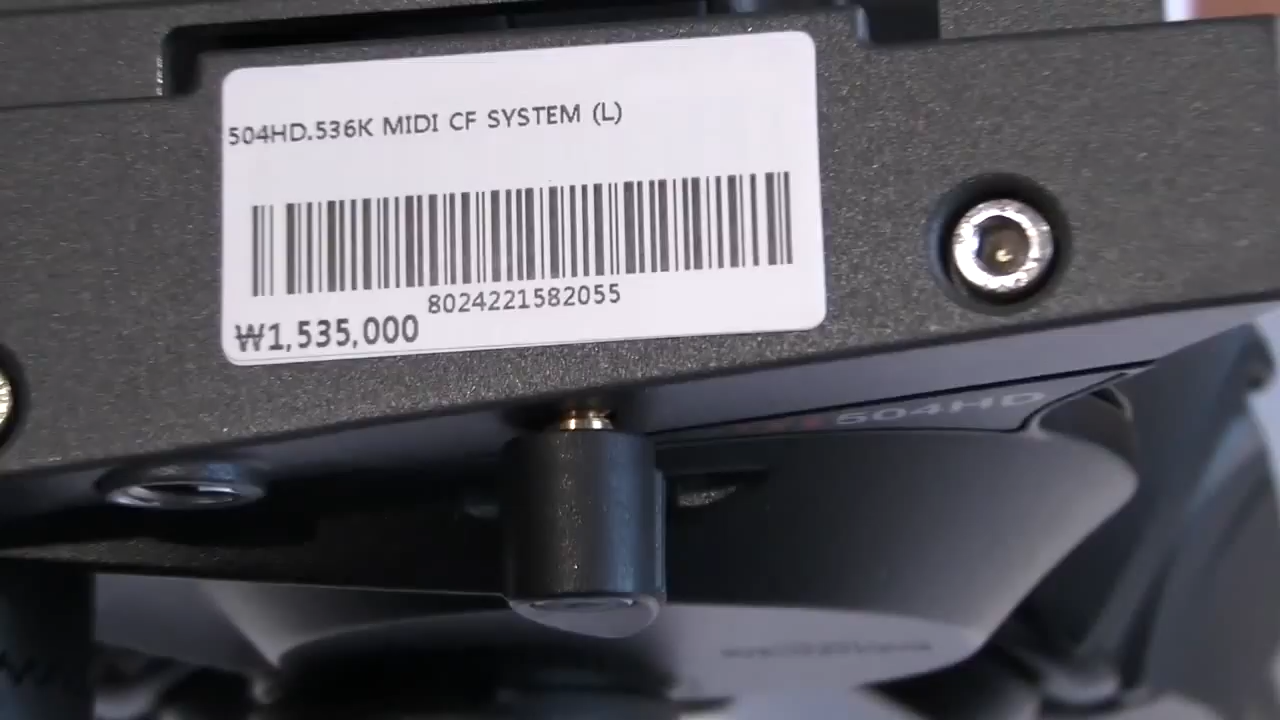 504HD.536K MIDI CF SYSTEM (L)
8024221582055
₩1,535,000
504HD